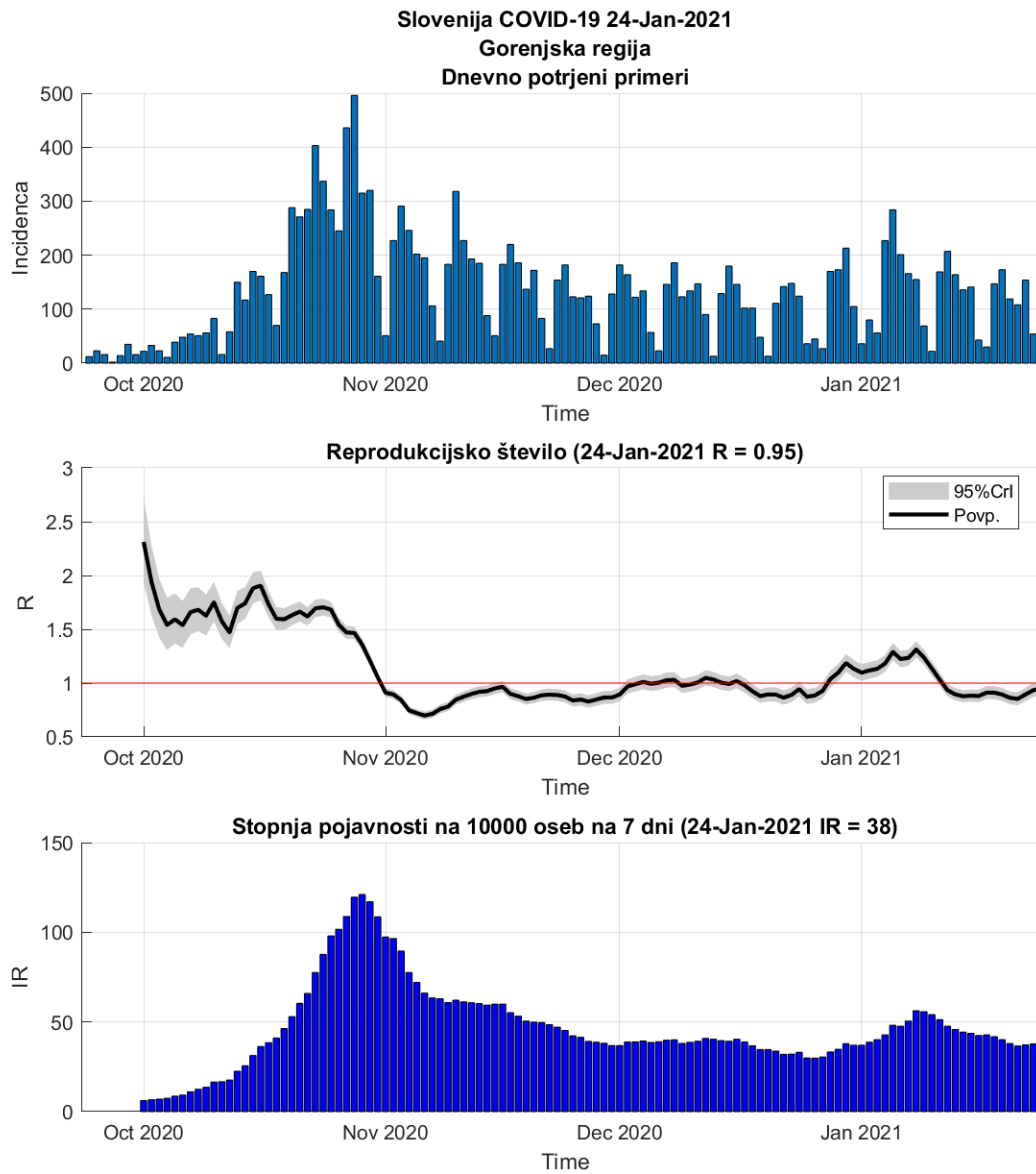 Slovenija COVID-19 24-Jan-2021
Gorenjska regija
Dnevno potrjeni primeri
500
400
300
200
100
0
Incidenca
Oct 2020
Nov 2020
Dec 2020
Jan 2021
Time
Reprodukcijsko število (24-Jan-2021 R = 0.95)
3
2.5
2
1.5
1
0.5
R
95%CrI
Povp.
Oct 2020
Nov 2020
Dec 2020
Jan 2021
Time
Stopnja pojavnosti na 10000 oseb na 7 dni (24-Jan-2021 IR = 38)
150
100
50
0
IR
Oct 2020
Nov 2020
Dec 2020
Jan 2021
Time